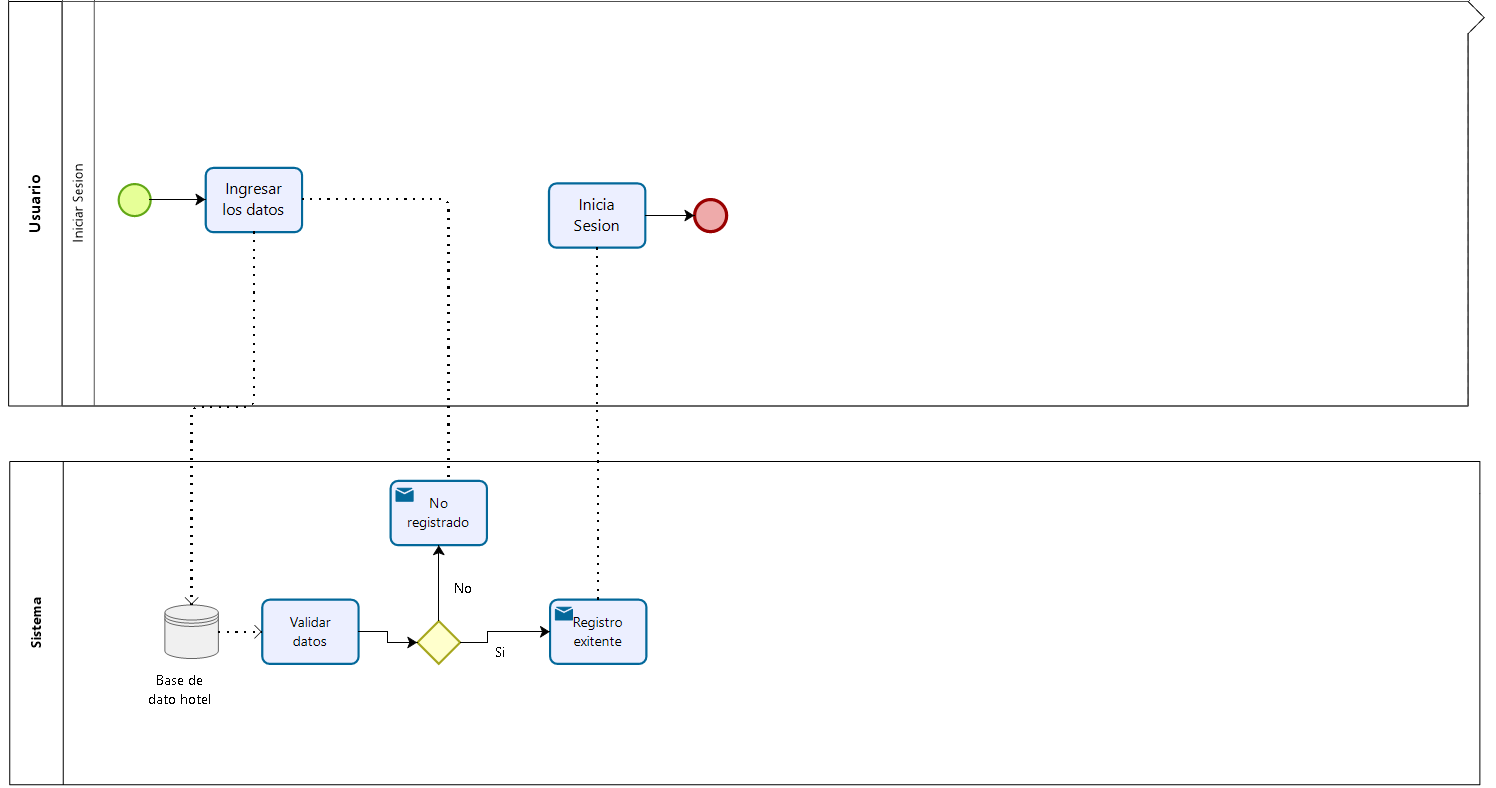 Usuario
Iniciar Sesion
Ingresar
los datos
Inicia
Sesion
Sistema
No
registrado
No
Validar
datos
Si
Registro
exitente
Base de
dato hotel